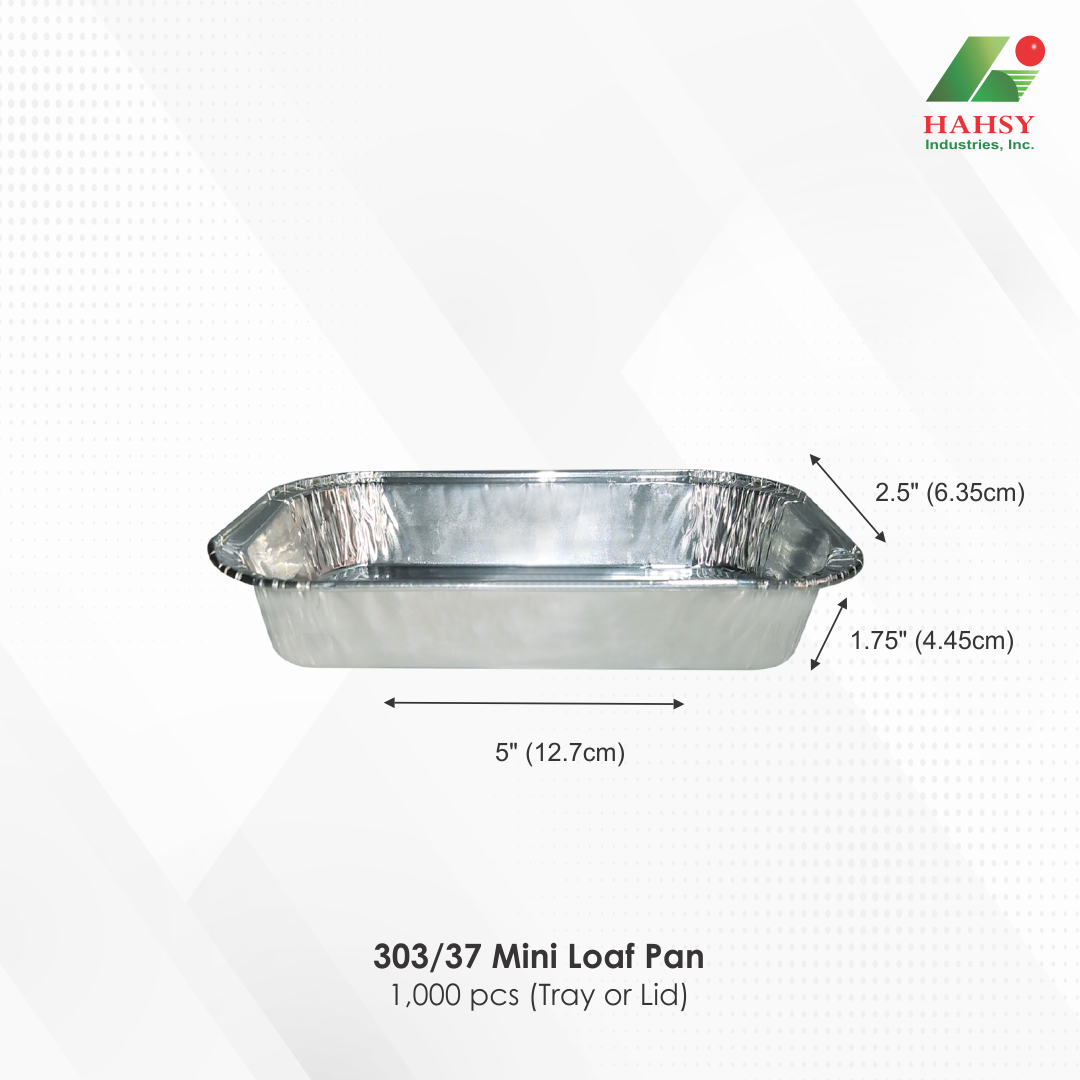 HAHSY
Industries, Inc.
2.5" (6.35cm)
1.75" (4.45cm)
5" (12.7cm)
303/37 Mini Loaf Pan
1,000 pcs (Tray or Lid)